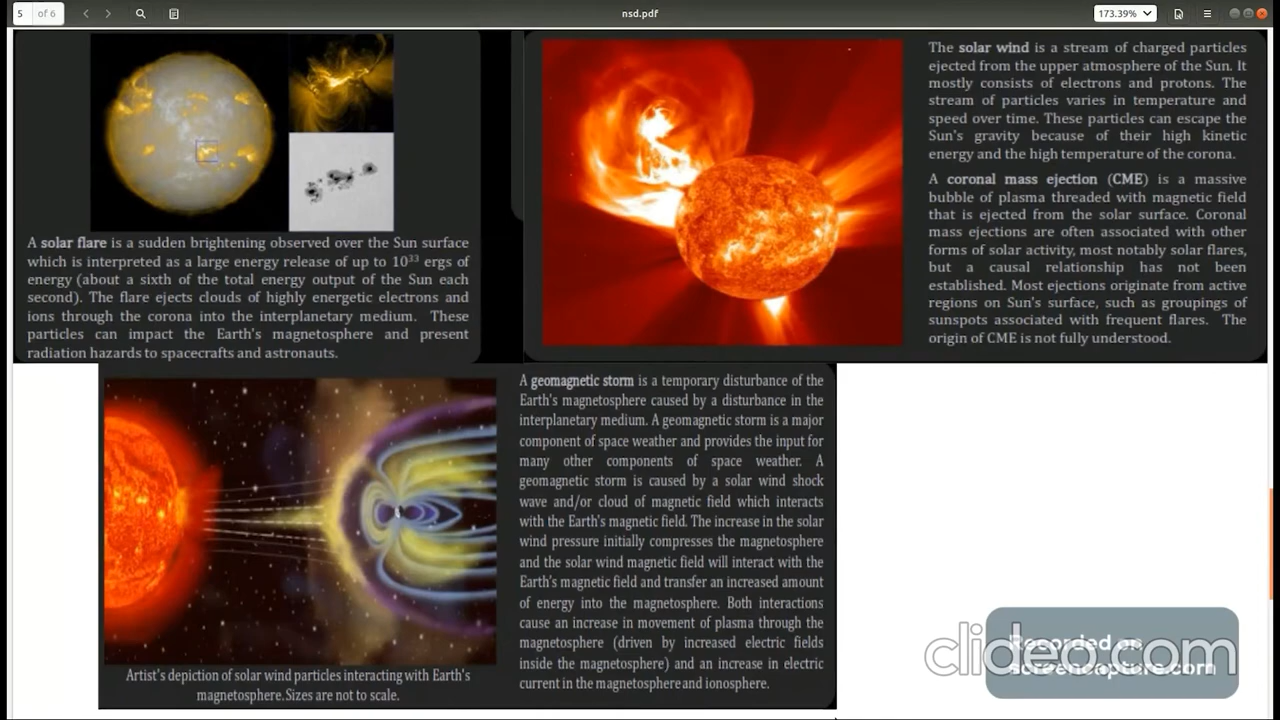 5 of 6
nsd.pdf
173.39%
A solar flare is a sudden brightening observed over the Sun surface
which is interpreted as a large energy release of up to 10³³ ergs of
energy (about a sixth of the total energy output of the Sun each
second). The flare ejects clouds of highly energetic electrons and
ions through the corona into the interplanetary medium. These
particles can impact the Earth's magnetosphere and present
radiation hazards to spacecrafts and astronauts.
The solar wind is a stream of charged particles
ejected from the upper atmosphere of the Sun. It
mostly consists of electrons and protons. The
stream of particles varies in temperature and
speed over time. These particles can escape the
Sun's gravity because of their high kinetic
energy and the high temperature of the corona.
A coronal mass ejection (CME) is a massive
bubble of plasma threaded with magnetic field
that is ejected from the solar surface. Coronal
mass ejections are often associated with other
forms of solar activity, most notably solar flares,
but a causal relationship has not been
established. Most ejections originate from active
regions on Sun's surface, such as groupings of
sunspots associated with frequent flares. The
origin of CME is not fully understood.
Artist's depiction of solar wind particles interacting with Earth's
magnetosphere. Sizes are not to scale.
A geomagnetic storm is a temporary disturbance of the
Earth's magnetosphere caused by a disturbance in the
interplanetary medium. A geomagnetic storm is a major
component of space weather and provides the input for
many other components of space weather. A
geomagnetic storm is caused by a solar wind shock
wave and/or cloud of magnetic field which interacts
with the Earth's magnetic field. The increase in the solar
wind pressure initially compresses the magnetosphere
and the solar wind magnetic field will interact with the
Earth's magnetic field and transfer an increased amount
of energy into the magnetosphere. Both interactions
cause an increase in movement of plasma through the
magnetosphere (driven by increased electric fields
inside the magnetosphere) and an increase in electric
current in the magnetosphere and ionosphere.
Recorded on
screencapture.com
clideo.com